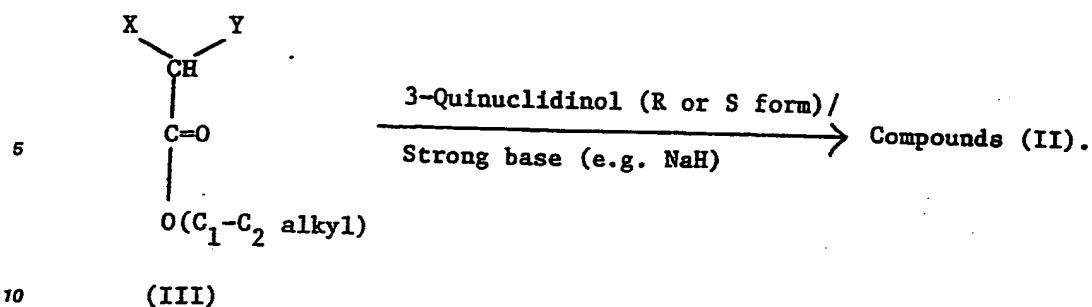 X Y
CH
3-Quinuclidinol (R or S form)/
5 C=O Compounds (II).
Strong base (e.g. NaH)
O(C1-C2 alkyl)
10 (III)